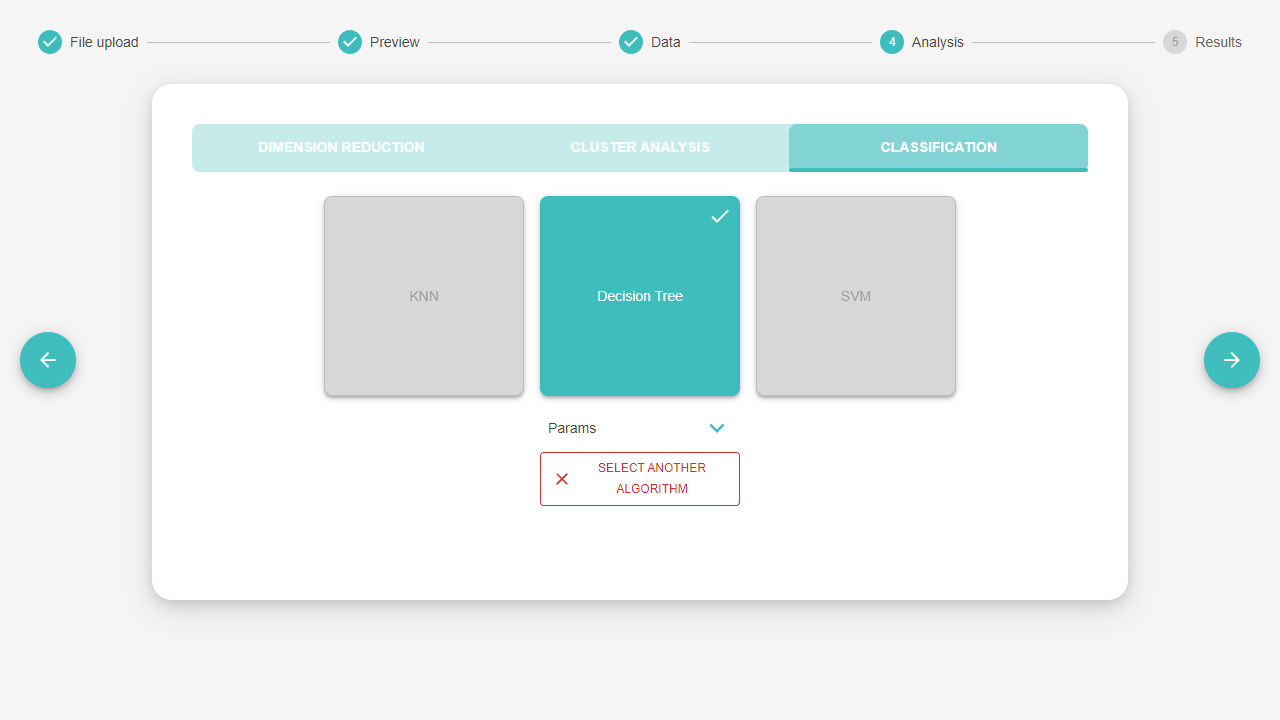 File upload
Preview
Data
4 Analysis
5 Results
DIMENSION REDUCTION
CLUSTER ANALYSIS
CLASSIFICATION
KNN
Decision Tree
SVM
Params
SELECT ANOTHER
ALGORITHM